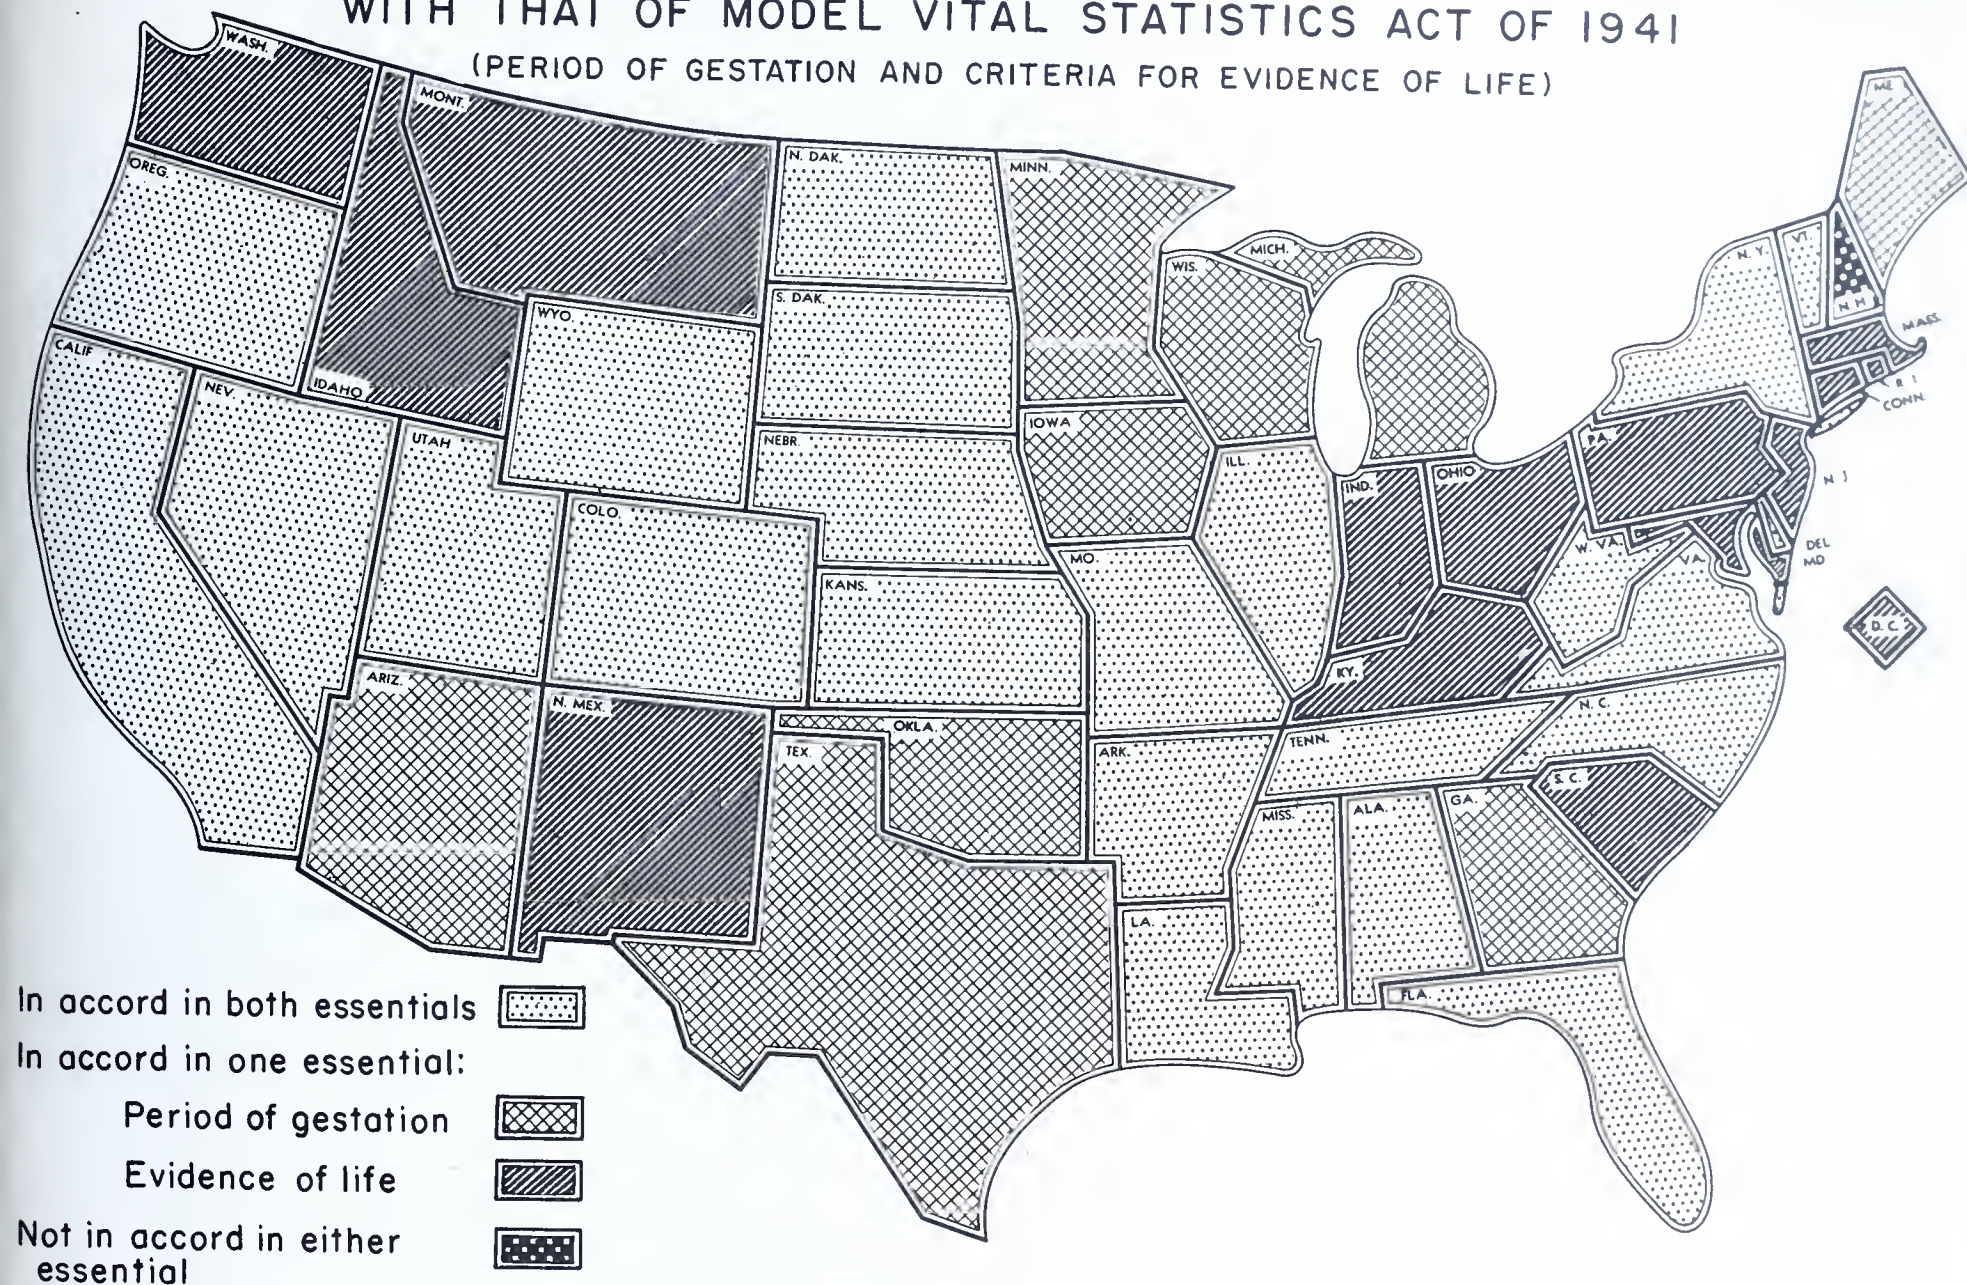 WITH THAT OF MODEL VITAL STATISTICS ACT OF 1941
(PERIOD OF GESTATION AND CRITERIA FOR EVIDENCE OF LIFE)
WASH.
MONT.
OREG.
N. DAK.
MINN.
ME.
MICH.
WIS.
N. Y.
VT.
N. H.
MASS.
S. DAK.
WYO.
CALIF
NEV
IDAHO
R. I.
CONN.
UTAH
NEBR.
IOWA
ILL.
IND.
OHIO
PA.
N J
COLO.
MO.
W. VA.
VA.
DEL
MD
KANS.
D. C.
ARIZ.
N. MEX.
KY.
OKLA.
TEX.
ARK.
TENN.
N. C.
S. C.
MISS.
ALA.
GA.
LA.
FLA.
In accord in both essentials
In accord in one essential:
Period of gestation
Evidence of life
Not in accord in either
essential